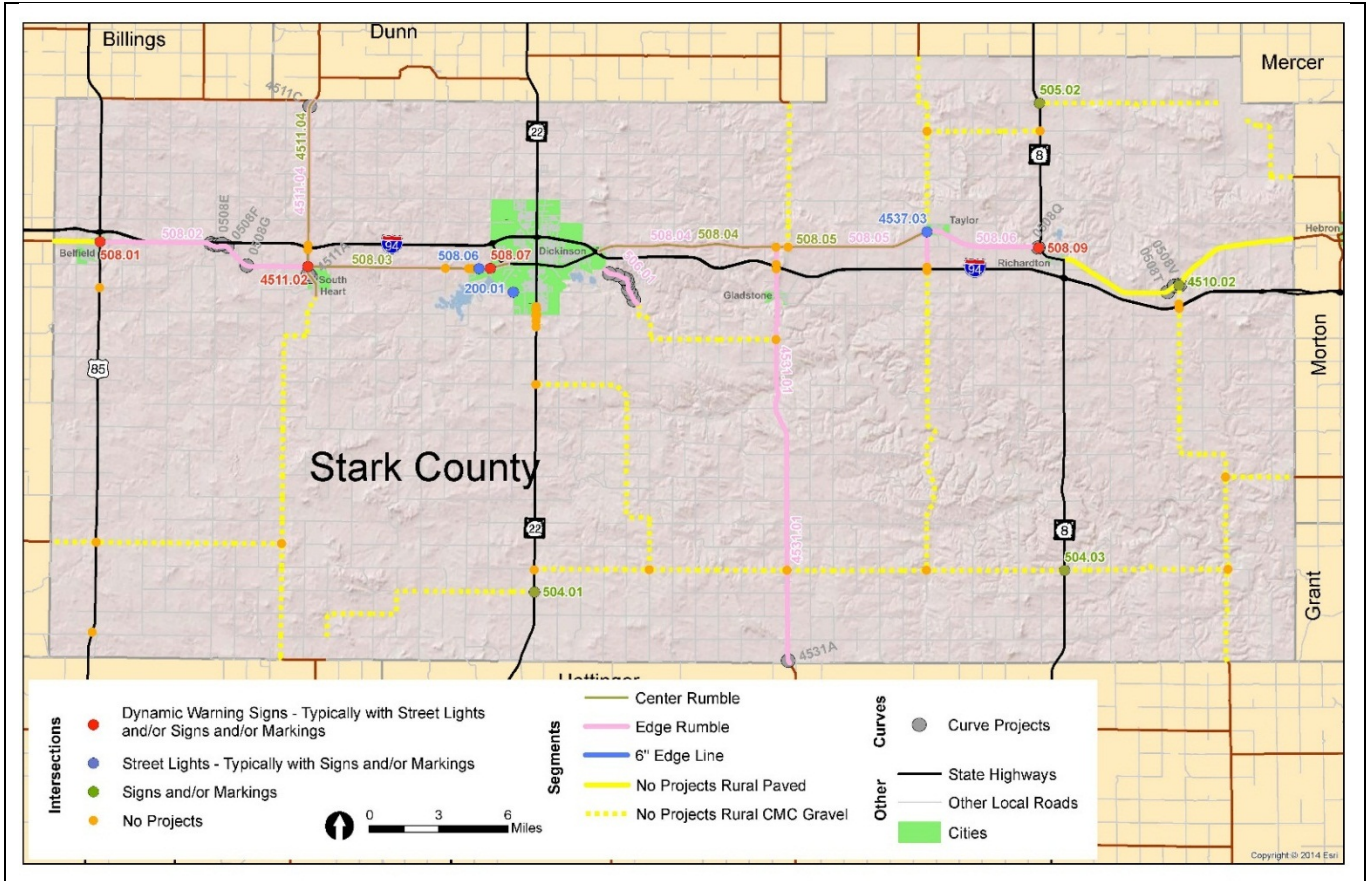 Billings
Dunn
Mercer
4511C
505.02
22
4511.04
4511.04
8
0508E
0508F
0508G
508.02
4537.03
Taylor
0508Q
Belfield
508.01
94
4511.02
4511A
South
Heart
508.03
508.06
508.07
Dickinson
200.01
508.04
508.04
508.05
508.05
508.06
508.09
Richardton
94
Gladstone
Hebron
0508V
0508T
4510.02
85
4531.01
Morton
Stark County
22
8
4531.01
504.03
504.01
Grant
4531A
Hettinger
Intersections
Dynamic Warning Signs - Typically with Street Lights
and/or Signs and/or Markings
Street Lights - Typically with Signs and/or Markings
Signs and/or Markings
No Projects
0 3 6
Miles
Segments
Center Rumble
Edge Rumble
6" Edge Line
No Projects Rural Paved
No Projects Rural CMC Gravel
Curves
Curve Projects
Other
State Highways
Other Local Roads
Cities
Copyright:© 2014 Esri